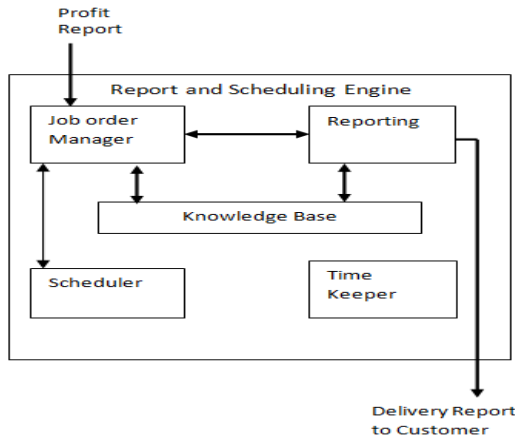 Profit
Report
Report and Scheduling Engine
Job order
Manager
Reporting
Knowledge Base
Scheduler
Time
Keeper
Delivery Report
to Customer